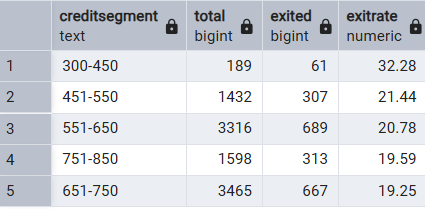 creditsegment total exited exitrate
text bigint bigint numeric
1 300-450 189 61 32.28
2 451-550 1432 307 21.44
3 551-650 3316 689 20.78
4 751-850 1598 313 19.59
5 651-750 3465 667 19.25